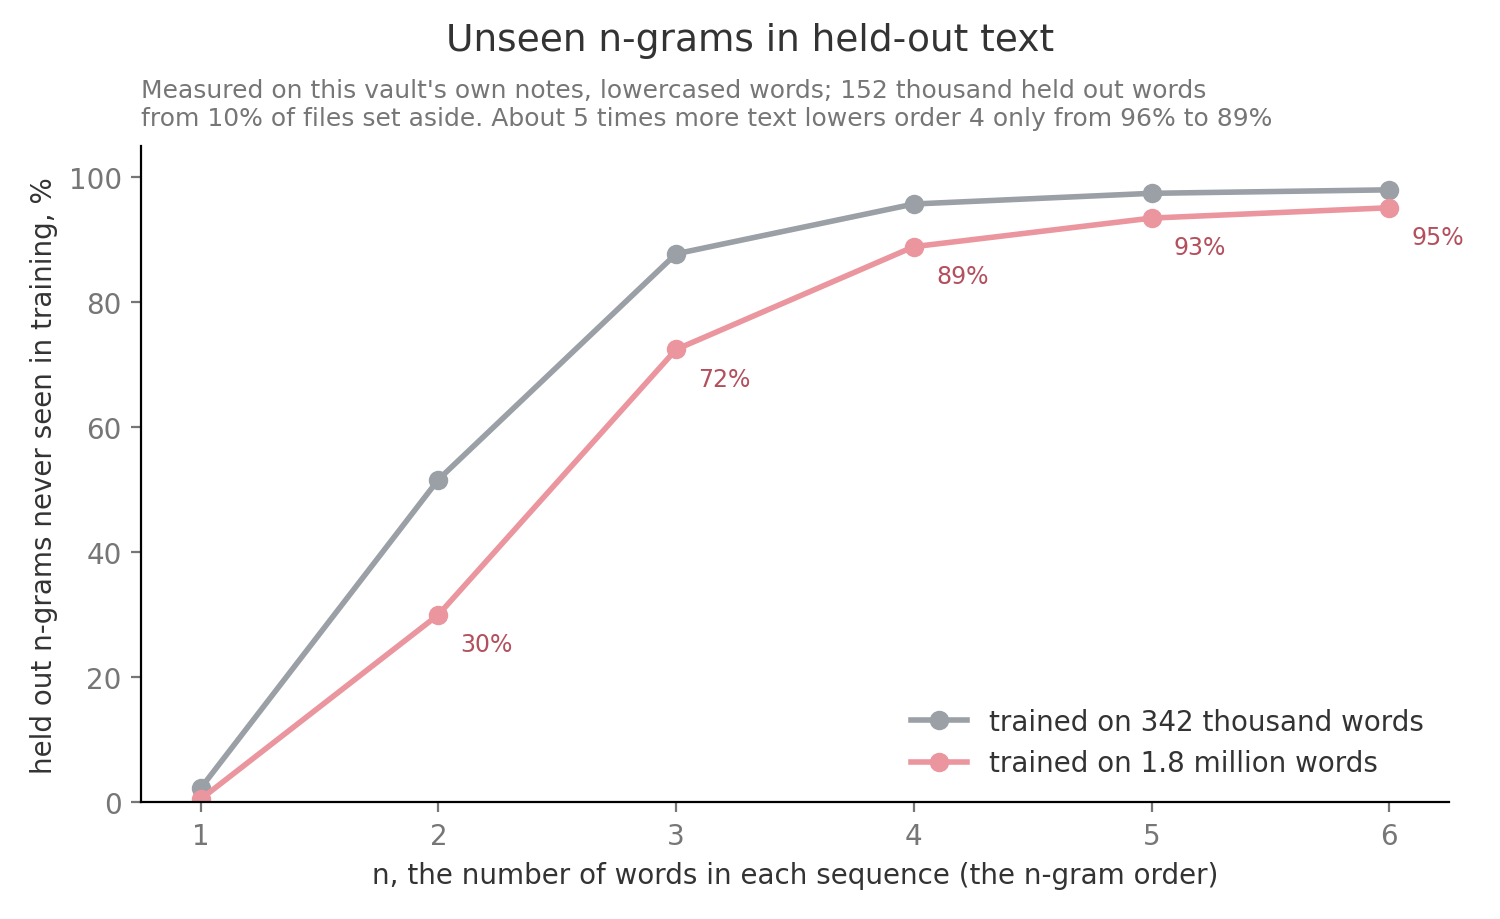 Unseen n-grams in held-out text
Measured on this vault's own notes, lowercased words; 152 thousand held out words
from 10% of files set aside. About 5 times more text lowers order 4 only from 96% to 89%
held out n-grams never seen in training, %
100
80
60
40
20
0
30%
72%
89%
93%
95%
trained on 342 thousand words
trained on 1.8 million words
1
2
3
4
5
6
n, the number of words in each sequence (the n-gram order)